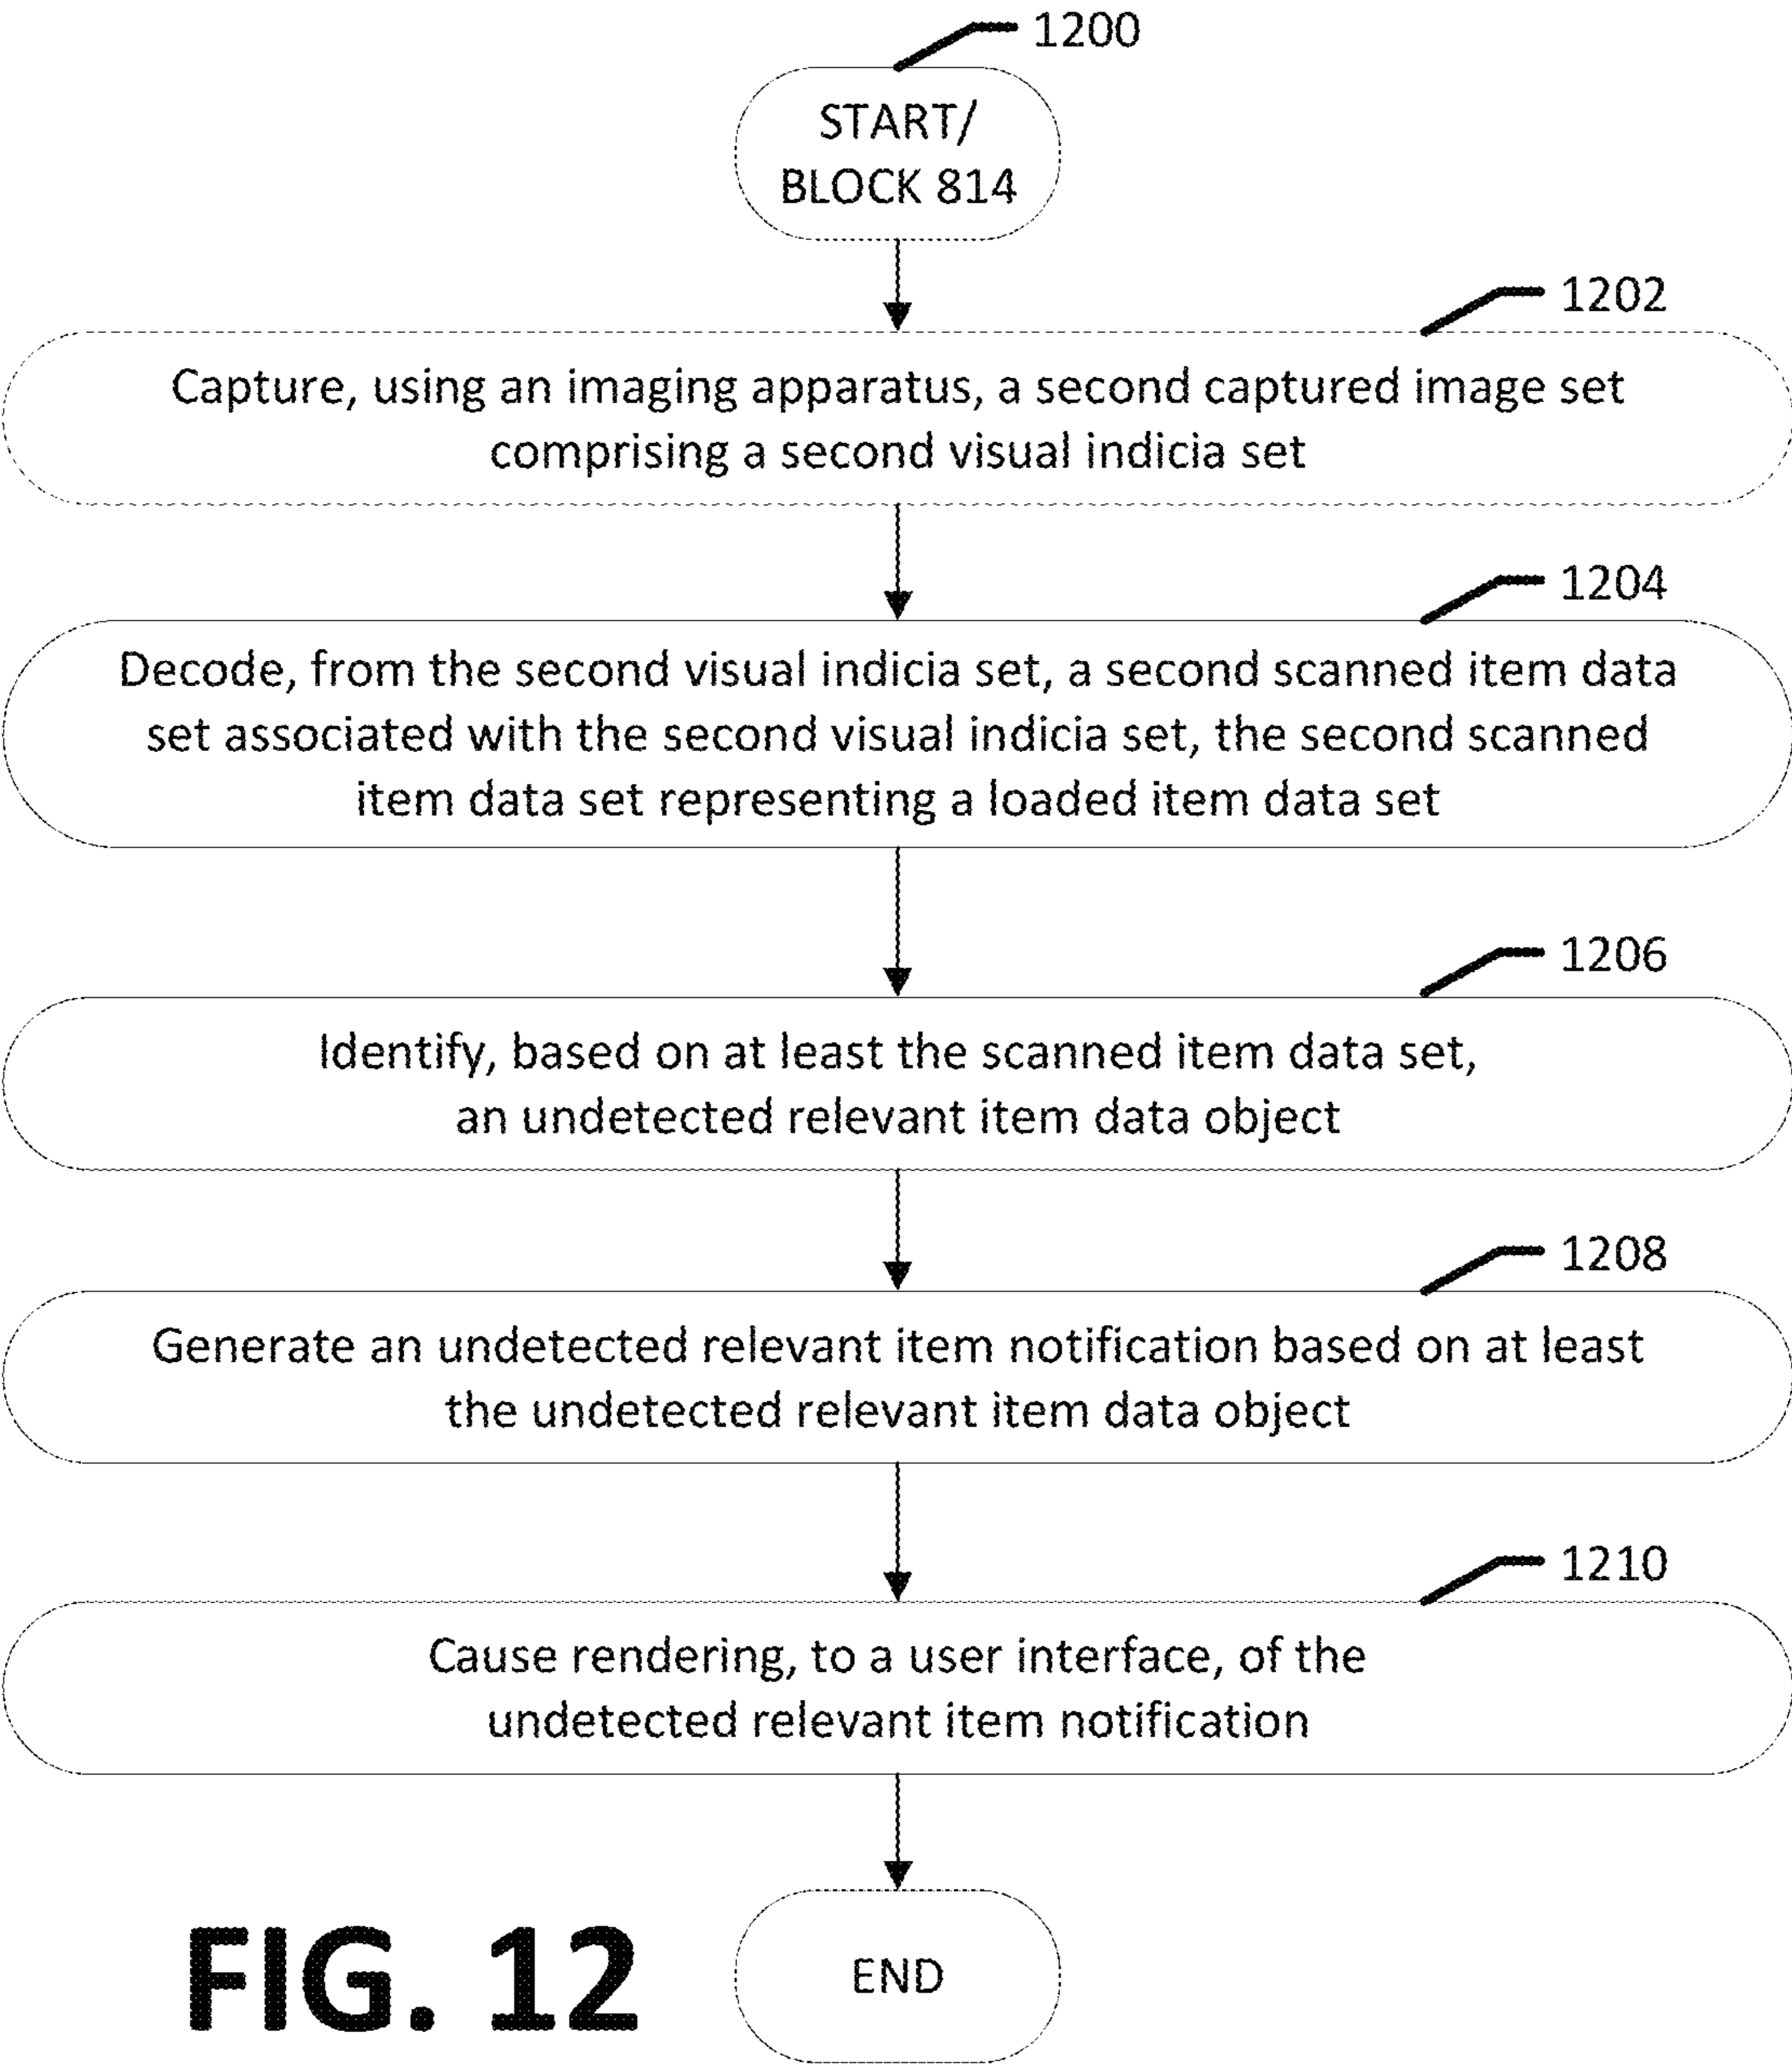 1200
START/
BLOCK 814
1202
Capture, using an imaging apparatus, a second captured image set
comprising a second visual indicia set
1204
Decode, from the second visual indicia set, a second scanned item data
set associated with the second visual indicia set, the second scanned
item data set representing a loaded item data set
1206
Identify, based on at least the scanned item data set,
an undetected relevant item data object
1208
Generate an undetected relevant item notification based on at least
the undetected relevant item data object
1210
Cause rendering, to a user interface, of the
undetected relevant item notification
END
FIG. 12